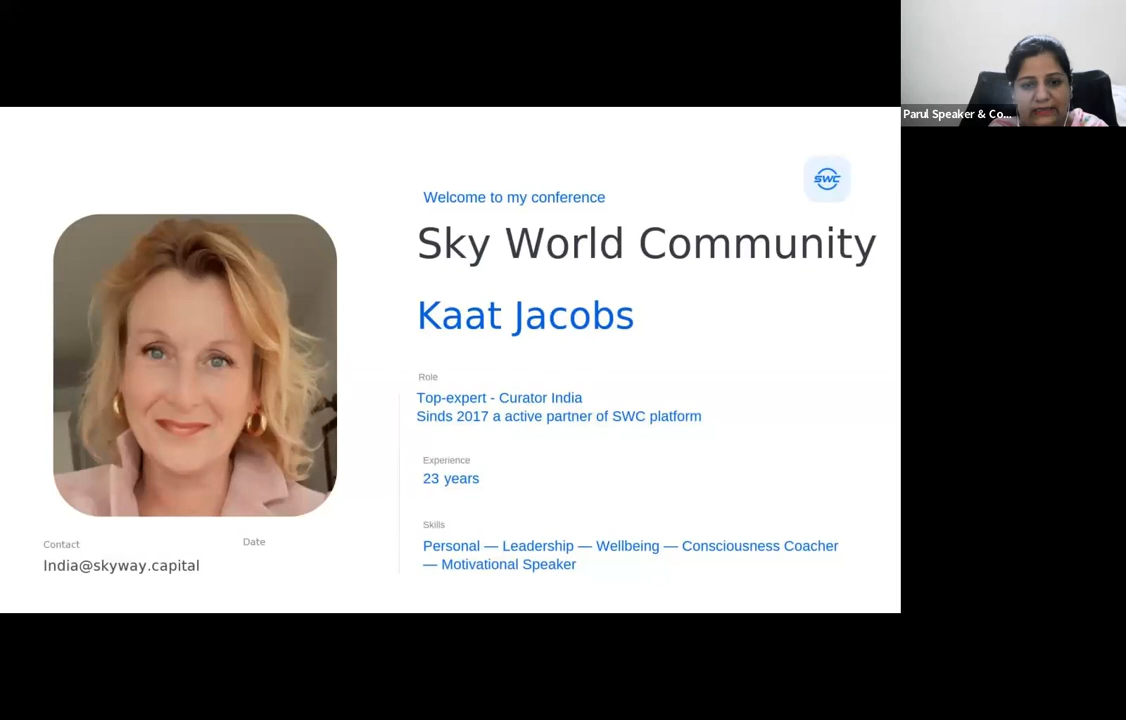 Parul Speaker & Co...
SWC
Welcome to my conference
Sky World Community
Kaat Jacobs
Role
Top-expert - Curator India
Sinds 2017 a active partner of SWC platform
Experience
23 years
Skills
Personal — Leadership — Wellbeing — Consciousness Coacher
— Motivational Speaker
Contact
Date
India@skyway.capital